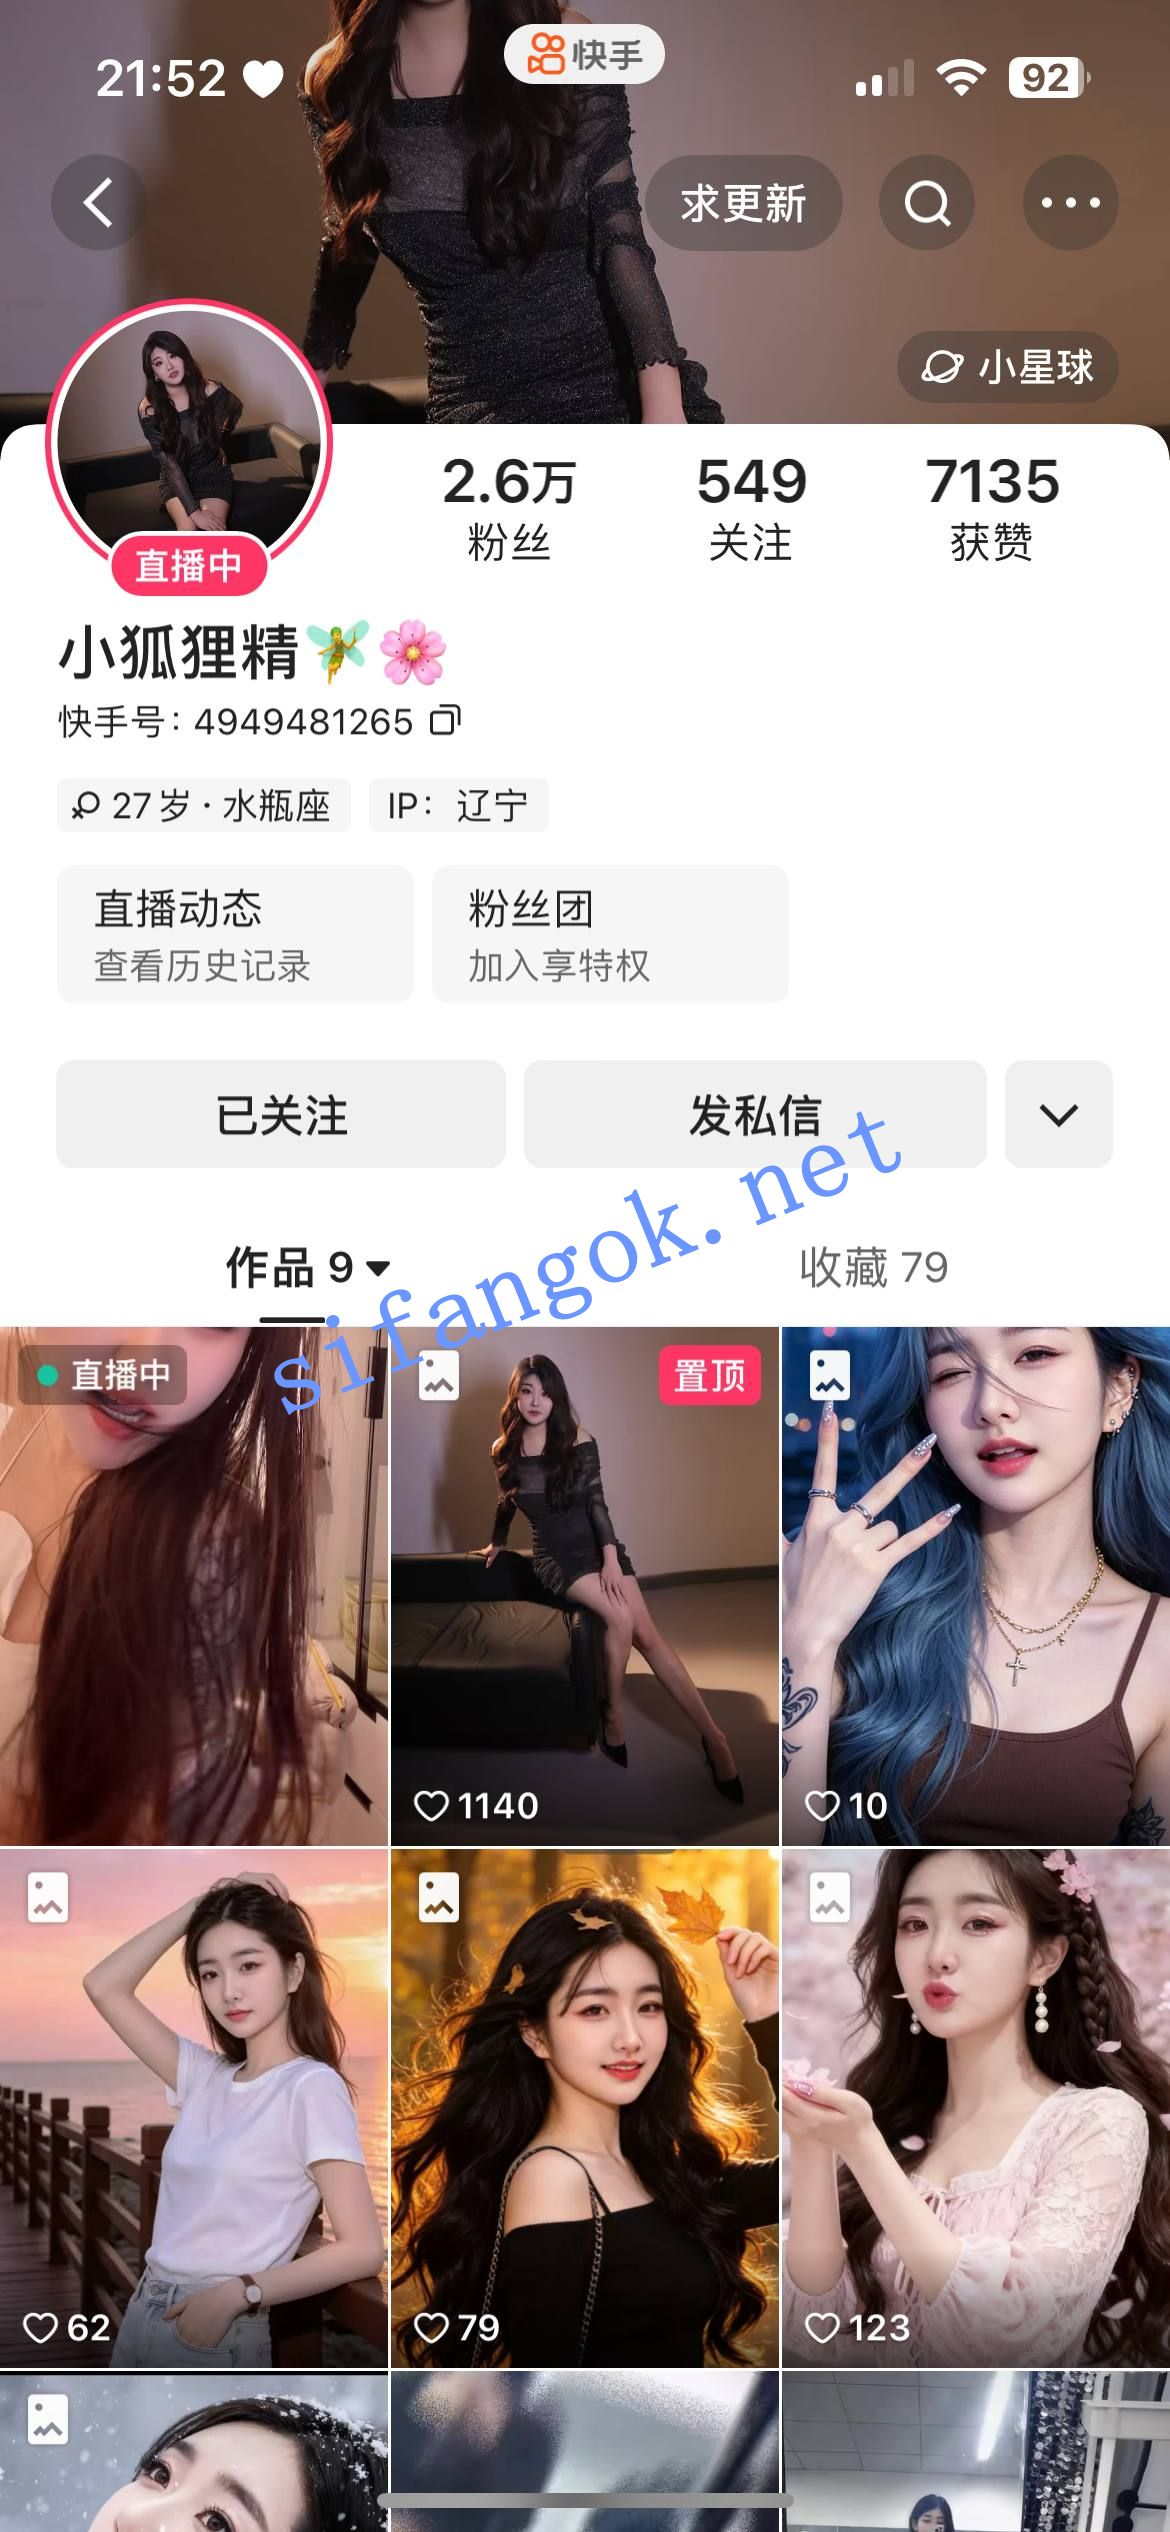 21:52
快手
92
求更新
小星球
2.6万
549
7135
粉丝
关注
获赞
直播中
小狐狸精
快手号: 4949481265
27岁·水瓶座
IP: 辽宁
直播动态
粉丝团
查看历史记录
加入享特权
已关注
发私信
sifangok.net
作品 9
收藏 79
直播中
置顶
1140
10
62
79
123